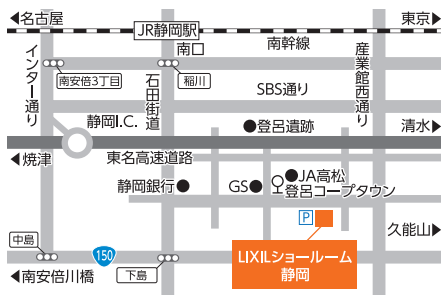 ◀名古屋
東京▶
JR静岡駅
南口
南幹線
インター通り
南安倍3丁目
石田街道
稲川
SBS通り
産業館西通り
静岡I.C.
●登呂遺跡
清水▶
◀焼津
東名高速道路
静岡銀行●
GS●
●JA高松
登呂コープタウン
P
久能山▶
中島
150
下島
LIXILショールーム
静岡
◀南安倍川橋